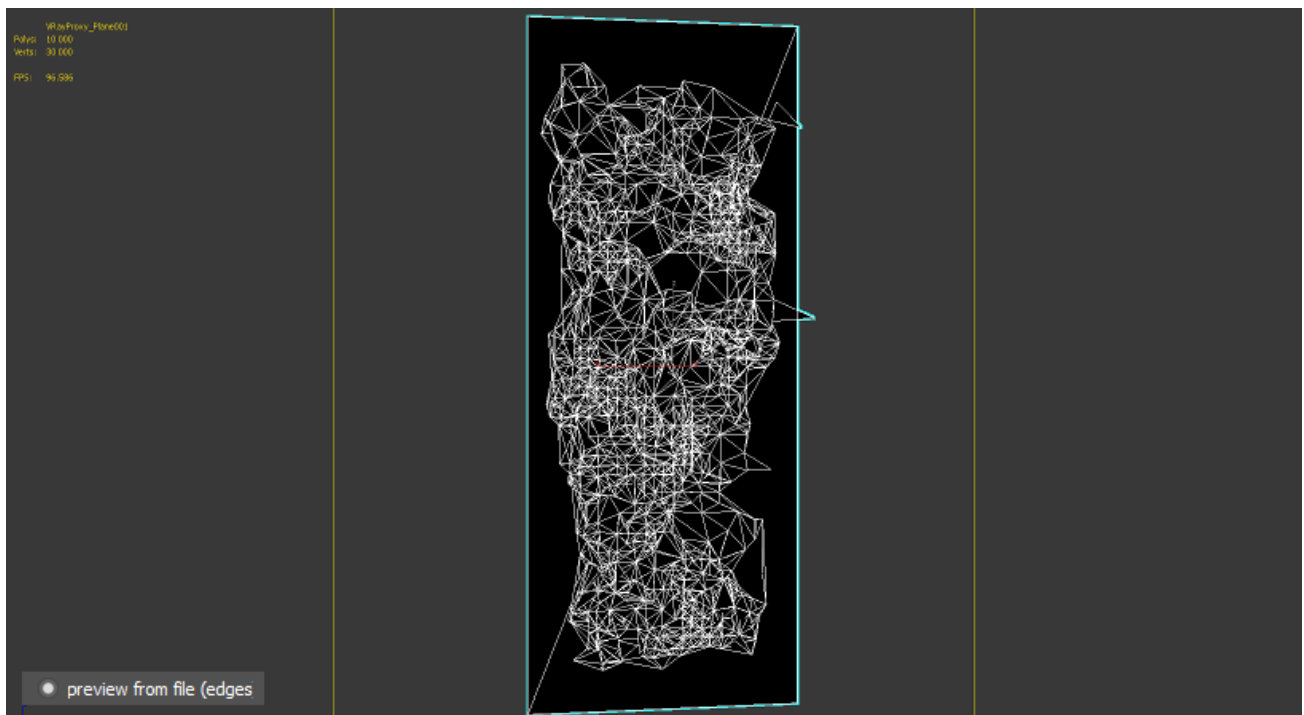 VRayProxy_Plane001
Polys: 10 000
Verts: 30 000
FPS: 96.586
preview from file (edges